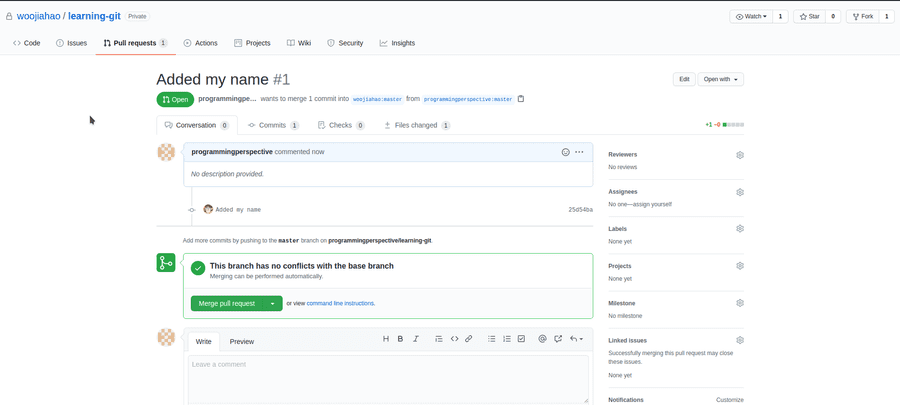 woojiahao / learning-git Private
Watch 1 Star 0 Fork 1
Code Issues Pull requests 1 Actions Projects Wiki Security Insights
Added my name #1
Edit Open with
Open programmingpe... wants to merge 1 commit into woojiahao:master from programmingperspective:master
Conversation 0 Commits 1 Checks 0 Files changed 1
+1 −0
programmingperspective commented now
No description provided.
Added my name 25d54ba
Add more commits by pushing to the master branch on programmingperspective/learning-git.
This branch has no conflicts with the base branch
Merging can be performed automatically.
Merge pull request or view command line instructions.
Write Preview
Leave a comment
Reviewers
No reviews
Assignees
No one—assign yourself
Labels
None yet
Projects
None yet
Milestone
No milestone
Linked issues
Successfully merging this pull request may close
these issues.
None yet
Notifications Customize